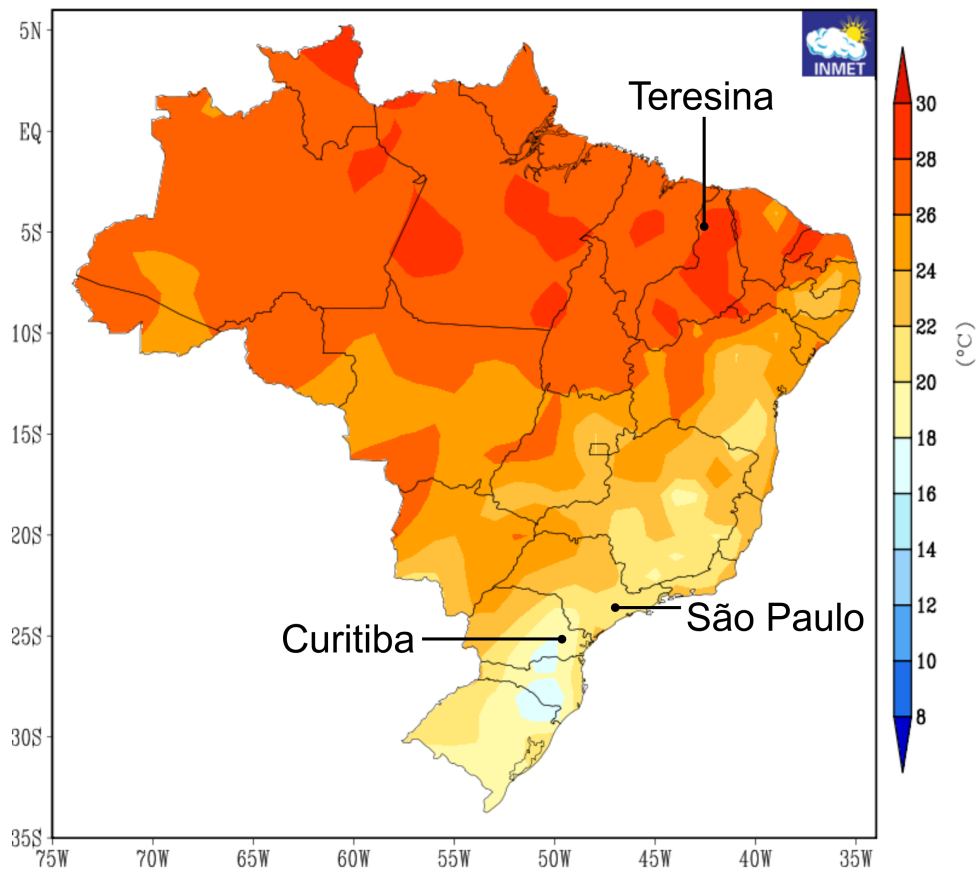 5N
EQ
5S
10S
15S
20S
25S
30S
35S
75W
70W
65W
60W
55W
50W
45W
40W
35W
INMET
Teresina
São Paulo
Curitiba
30
28
26
24
22
20
18
16
14
12
10
8
(°C)